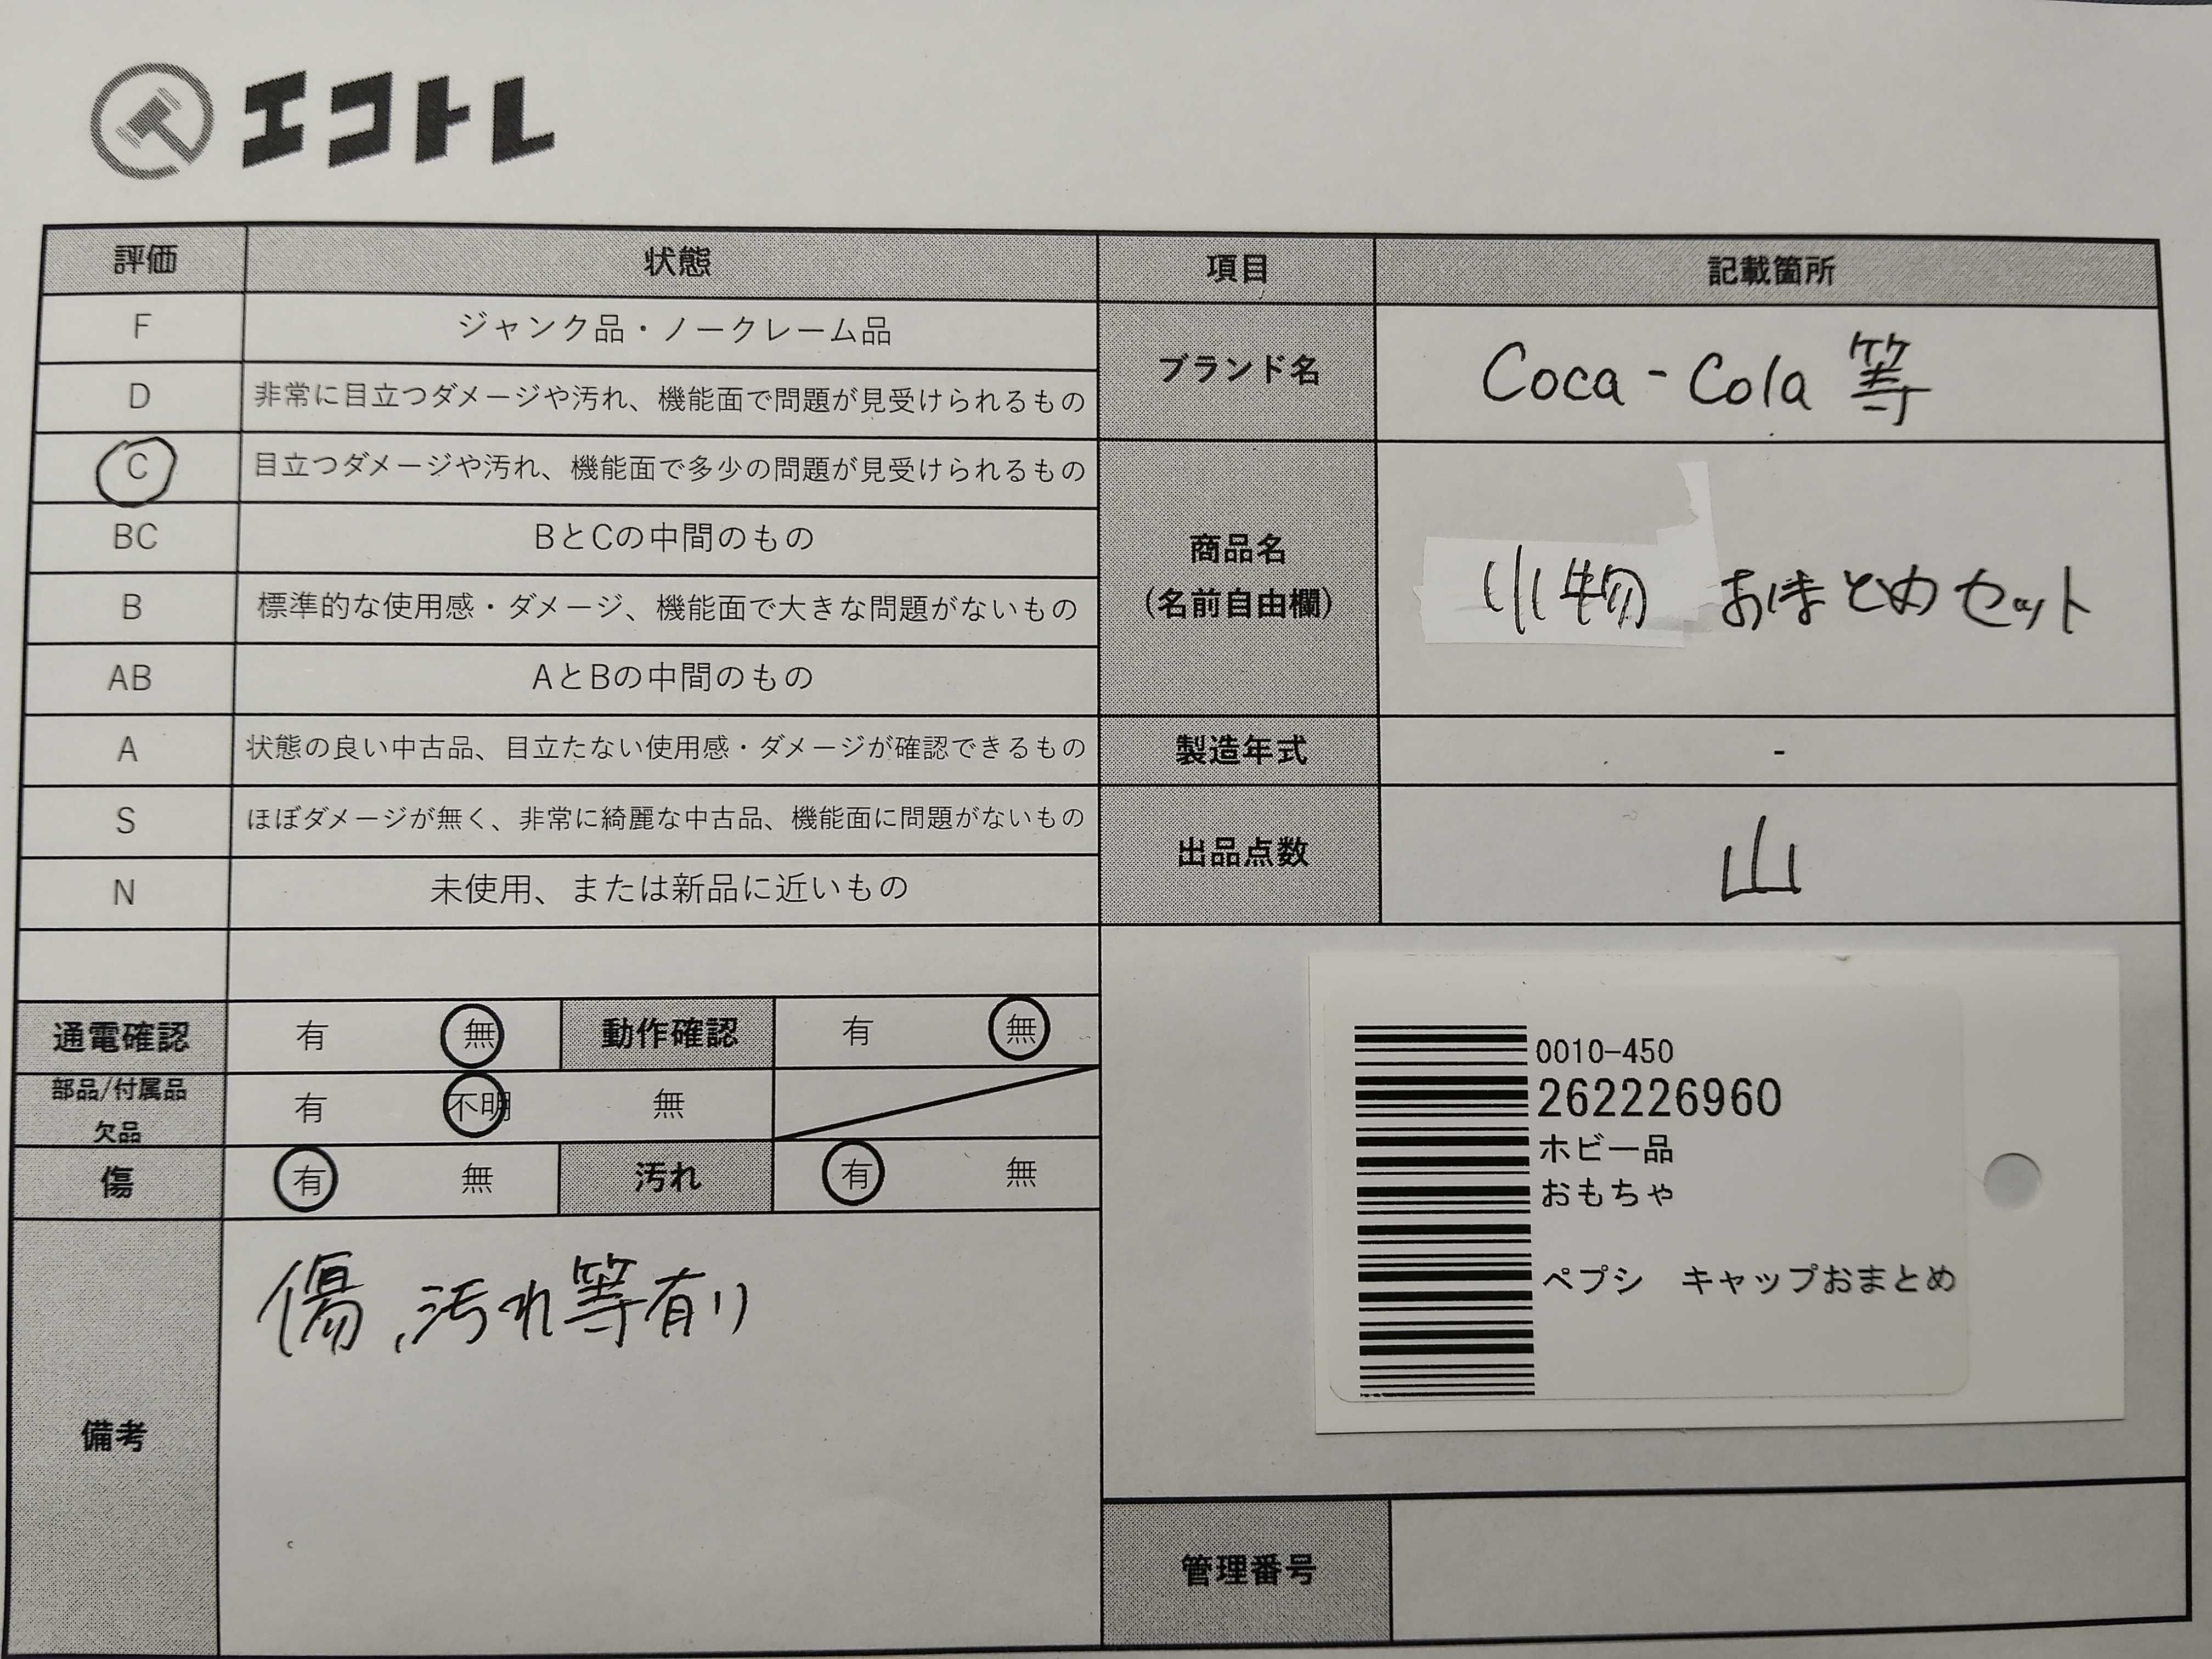 エコトレ
評価 状態 項目 記載箇所
F ジャンク品・ノークレーム品
D 非常に目立つダメージや汚れ、機能面で問題が見受けられるもの
ブランド名 Coca-Cola 等
C 目立つダメージや汚れ、機能面で多少の問題が見受けられるもの
BC BとCの中間のもの
B 標準的な使用感・ダメージ、機能面で大きな問題がないもの
AB AとBの中間のもの
商品名
(名前自由欄)
小物 おまとめセット
A 状態の良い中古品、目立たない使用感・ダメージが確認できるもの
製造年式 -
S ほぼダメージが無く、非常に綺麗な中古品、機能面に問題がないもの
N 未使用、または新品に近いもの
出品点数 山
通電確認 有 無 動作確認 有 無
部品/付属品
欠品
有 不明 無
傷 有 無 汚れ 有 無
備考
傷、汚れ等有り
0010-450
262226960
ホビー品
おもちゃ
ペプシ キャップおまとめ
管理番号